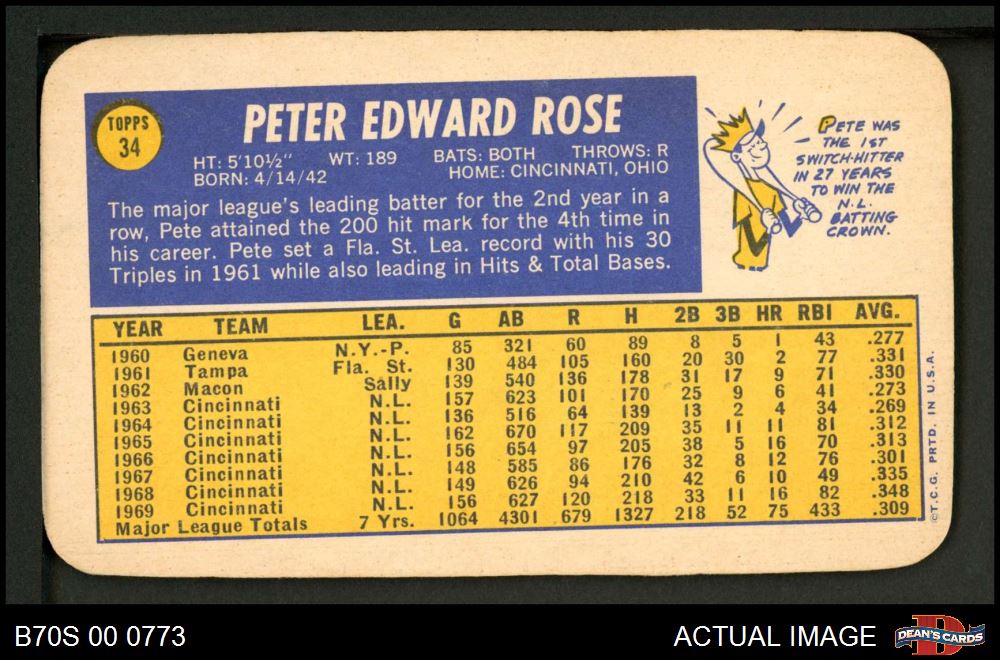 TOPPS
34
PETER EDWARD ROSE
HT: 5'10½" WT: 189 BATS: BOTH THROWS: R
BORN: 4/14/42 HOME: CINCINNATI, OHIO
The major league's leading batter for the 2nd year in a
row, Pete attained the 200 hit mark for the 4th time in
his career. Pete set a Fla. St. Lea. record with his 30
Triples in 1961 while also leading in Hits & Total Bases.
PETE WAS
THE 1ST
SWITCH-HITTER
IN 27 YEARS
TO WIN THE
N.L.
BATTING
CROWN.
YEAR TEAM LEA. G AB R H 2B 3B HR RBI AVG.
1960 Geneva N.Y.-P. 85 321 60 89 8 5 1 43 .277
1961 Tampa Fla. St. 130 484 105 160 20 30 2 77 .331
1962 Macon Sally 139 540 136 178 31 17 9 71 .330
1963 Cincinnati N.L. 157 623 101 170 25 9 6 41 .273
1964 Cincinnati N.L. 136 516 64 139 13 2 4 34 .269
1965 Cincinnati N.L. 162 670 117 209 35 11 11 81 .312
1966 Cincinnati N.L. 156 654 97 205 38 5 16 70 .313
1967 Cincinnati N.L. 148 585 86 176 32 8 12 76 .301
1968 Cincinnati N.L. 149 626 94 210 42 6 10 49 .335
1969 Cincinnati N.L. 156 627 120 218 33 11 16 82 .348
Major League Totals 7 Yrs. 1064 4301 679 1327 218 52 75 433 .309
©T.C.G. PRTD. IN U.S.A.
B70S 00 0773
ACTUAL IMAGE
DEAN'S CARDS